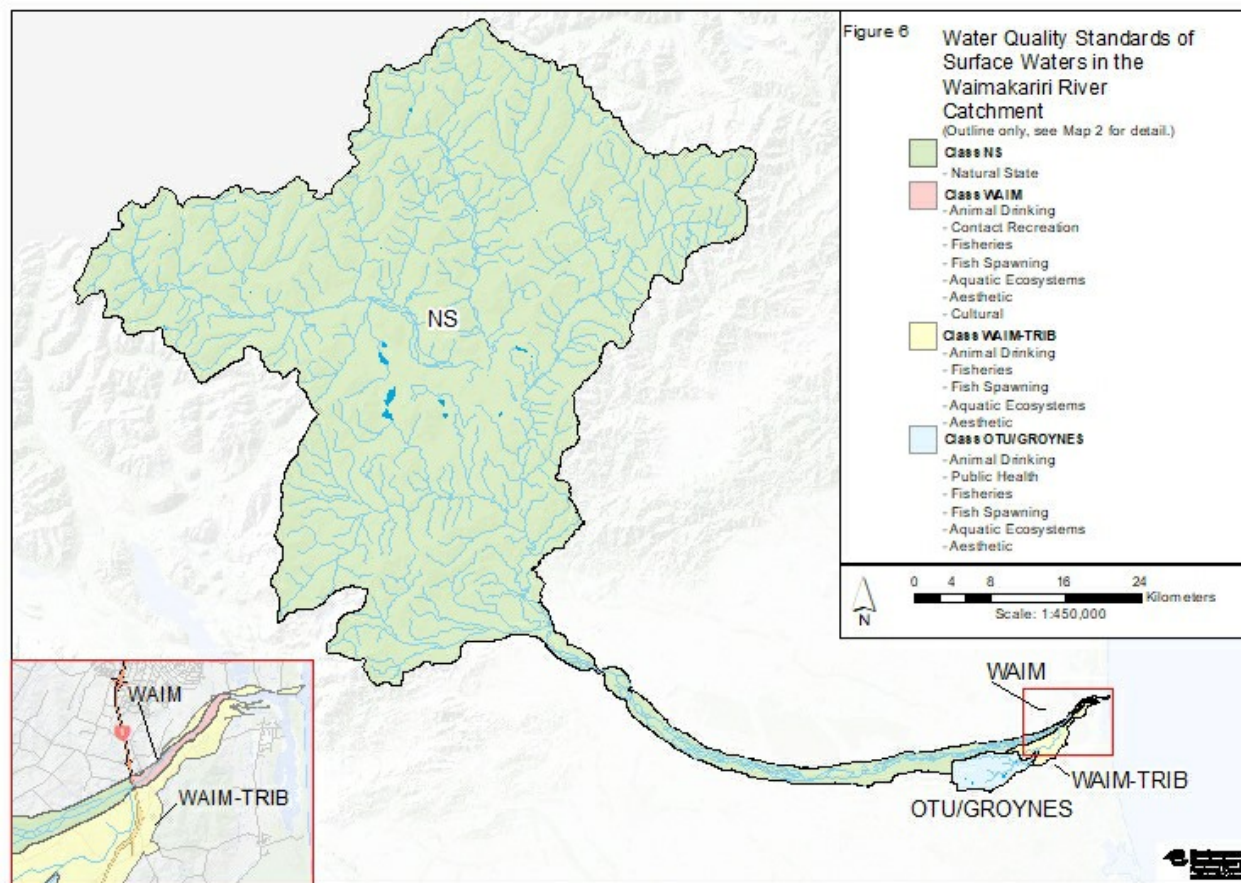 Figure 6
Water Quality Standards of
Surface Waters in the
Waimakariri River
Catchment
(Outline only, see Map 2 for detail.)
Class NS
- Natural State
Class WAIM
- Animal Drinking
- Contact Recreation
- Fisheries
- Fish Spawning
- Aquatic Ecosystems
- Aesthetic
- Cultural
Class WAIM-TRIB
- Animal Drinking
- Fisheries
- Fish Spawning
- Aquatic Ecosystems
- Aesthetic
Class OTU/GROYNES
- Animal Drinking
- Public Health
- Fisheries
- Fish Spawning
- Aquatic Ecosystems
- Aesthetic
0 4 8 16 24
Kilometers
Scale: 1:450,000
N
NS
WAIM
WAIM-TRIB
OTU/GROYNES
WAIM
1
WAIM-TRIB